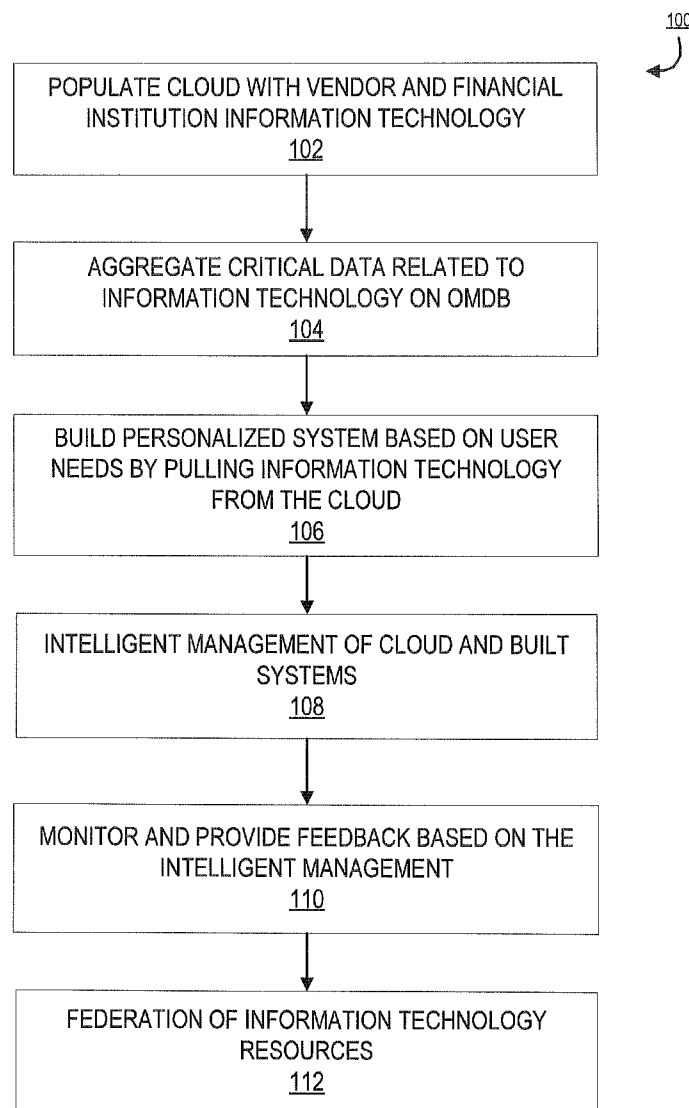 100
POPULATE CLOUD WITH VENDOR AND FINANCIAL
INSTITUTION INFORMATION TECHNOLOGY
102
AGGREGATE CRITICAL DATA RELATED TO
INFORMATION TECHNOLOGY ON OMDB
104
BUILD PERSONALIZED SYSTEM BASED ON USER
NEEDS BY PULLING INFORMATION TECHNOLOGY
FROM THE CLOUD
106
INTELLIGENT MANAGEMENT OF CLOUD AND BUILT
SYSTEMS
108
MONITOR AND PROVIDE FEEDBACK BASED ON THE
INTELLIGENT MANAGEMENT
110
FEDERATION OF INFORMATION TECHNOLOGY
RESOURCES
112